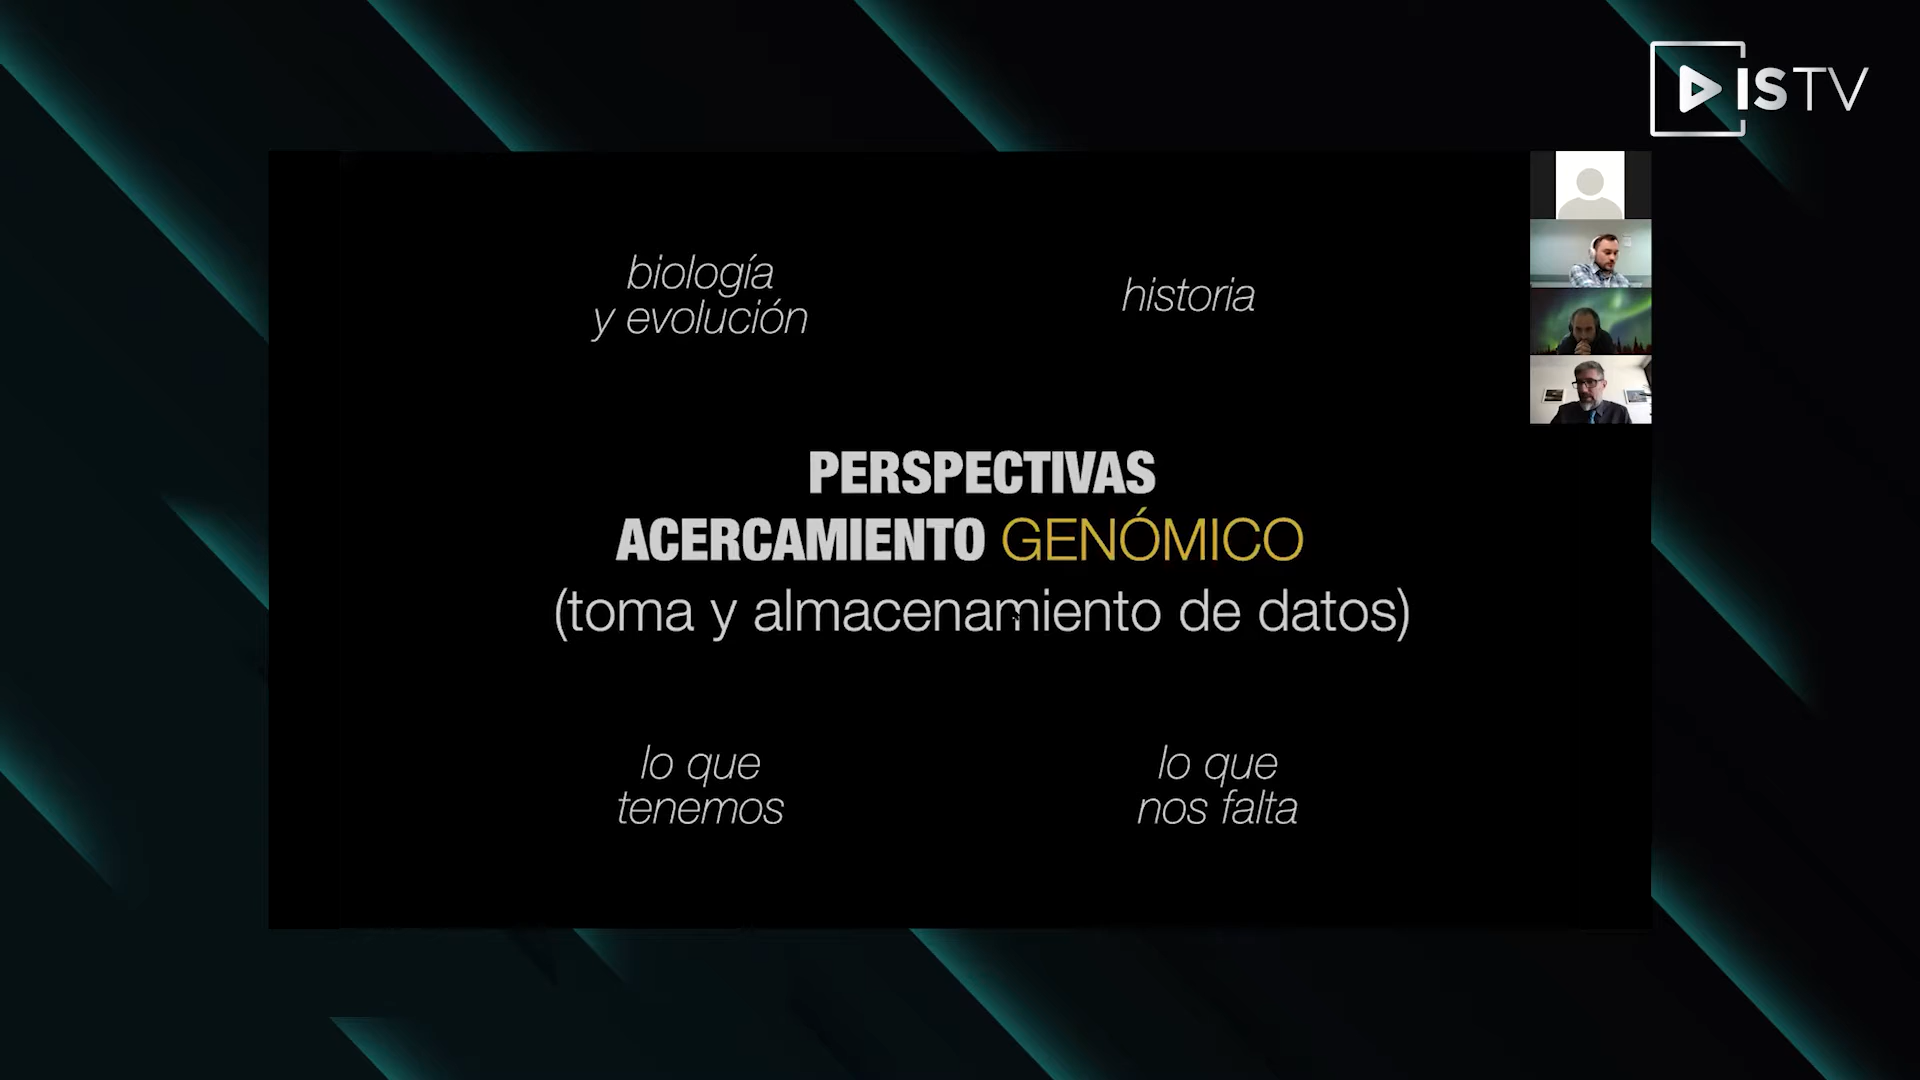 ISTV
biología
y evolución
historia
PERSPECTIVAS
ACERCAMIENTO GENÓMICO
(toma y almacenamiento de datos)
lo que
tenemos
lo que
nos falta